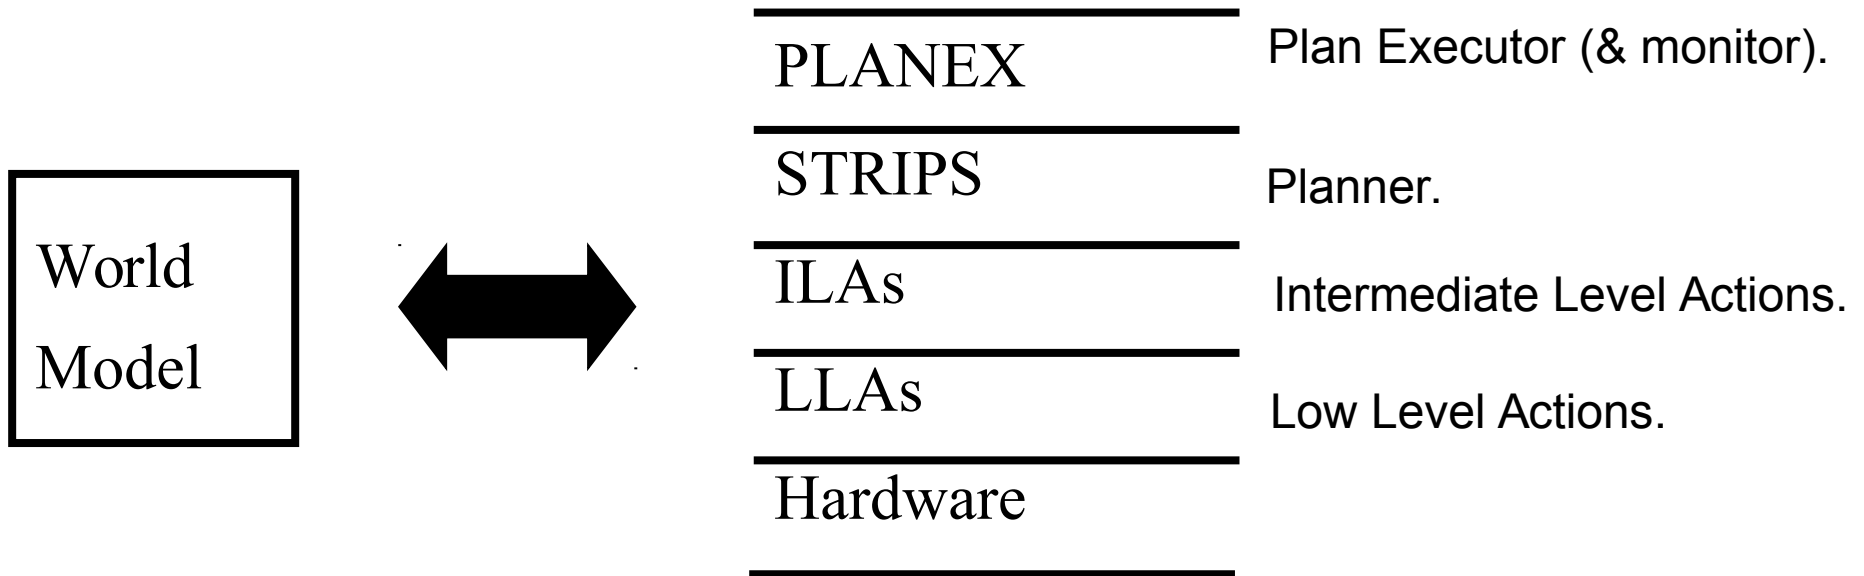 World
Model
PLANEX
Plan Executor (& monitor).
STRIPS
Planner.
ILAs
Intermediate Level Actions.
LLAs
Low Level Actions.
Hardware